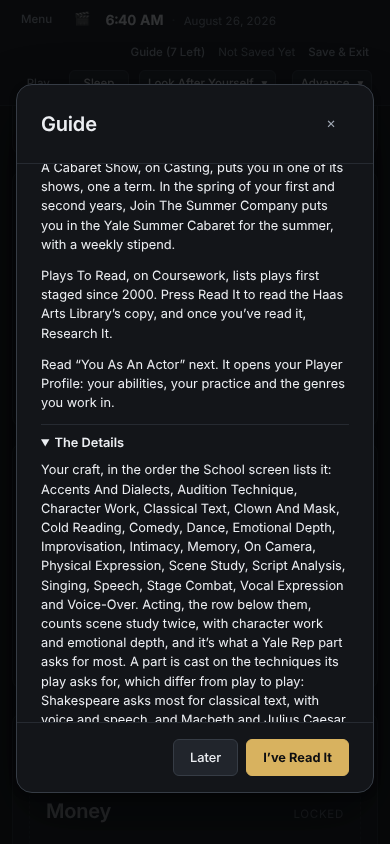 Menu 🎬 6:40 AM August 26, 2026
Guide (7 Left) Not Saved Yet Save & Exit
Play Sleep Look After Yourself ▾ Advance ▾
Guide ×
A Cabaret Show, on Casting, puts you in one of its
shows, one a term. In the spring of your first and
second years, Join The Summer Company puts
you in the Yale Summer Cabaret for the summer,
with a weekly stipend.
Plays To Read, on Coursework, lists plays first
staged since 2000. Press Read It to read the Haas
Arts Library’s copy, and once you’ve read it,
Research It.
Read “You As An Actor” next. It opens your Player
Profile: your abilities, your practice and the genres
you work in.
▼ The Details
Your craft, in the order the School screen lists it:
Accents And Dialects, Audition Technique,
Character Work, Classical Text, Clown And Mask,
Cold Reading, Comedy, Dance, Emotional Depth,
Improvisation, Intimacy, Memory, On Camera,
Physical Expression, Scene Study, Script Analysis,
Singing, Speech, Stage Combat, Vocal Expression
and Voice-Over. Acting, the row below them,
counts scene study twice, with character work
and emotional depth, and it’s what a Yale Rep part
asks for most. A part is cast on the techniques its
play asks for, which differ from play to play:
Shakespeare asks most for classical text, with
voice and speech, and Macbeth and Julius Caesar
Later I’ve Read It
Money LOCKED